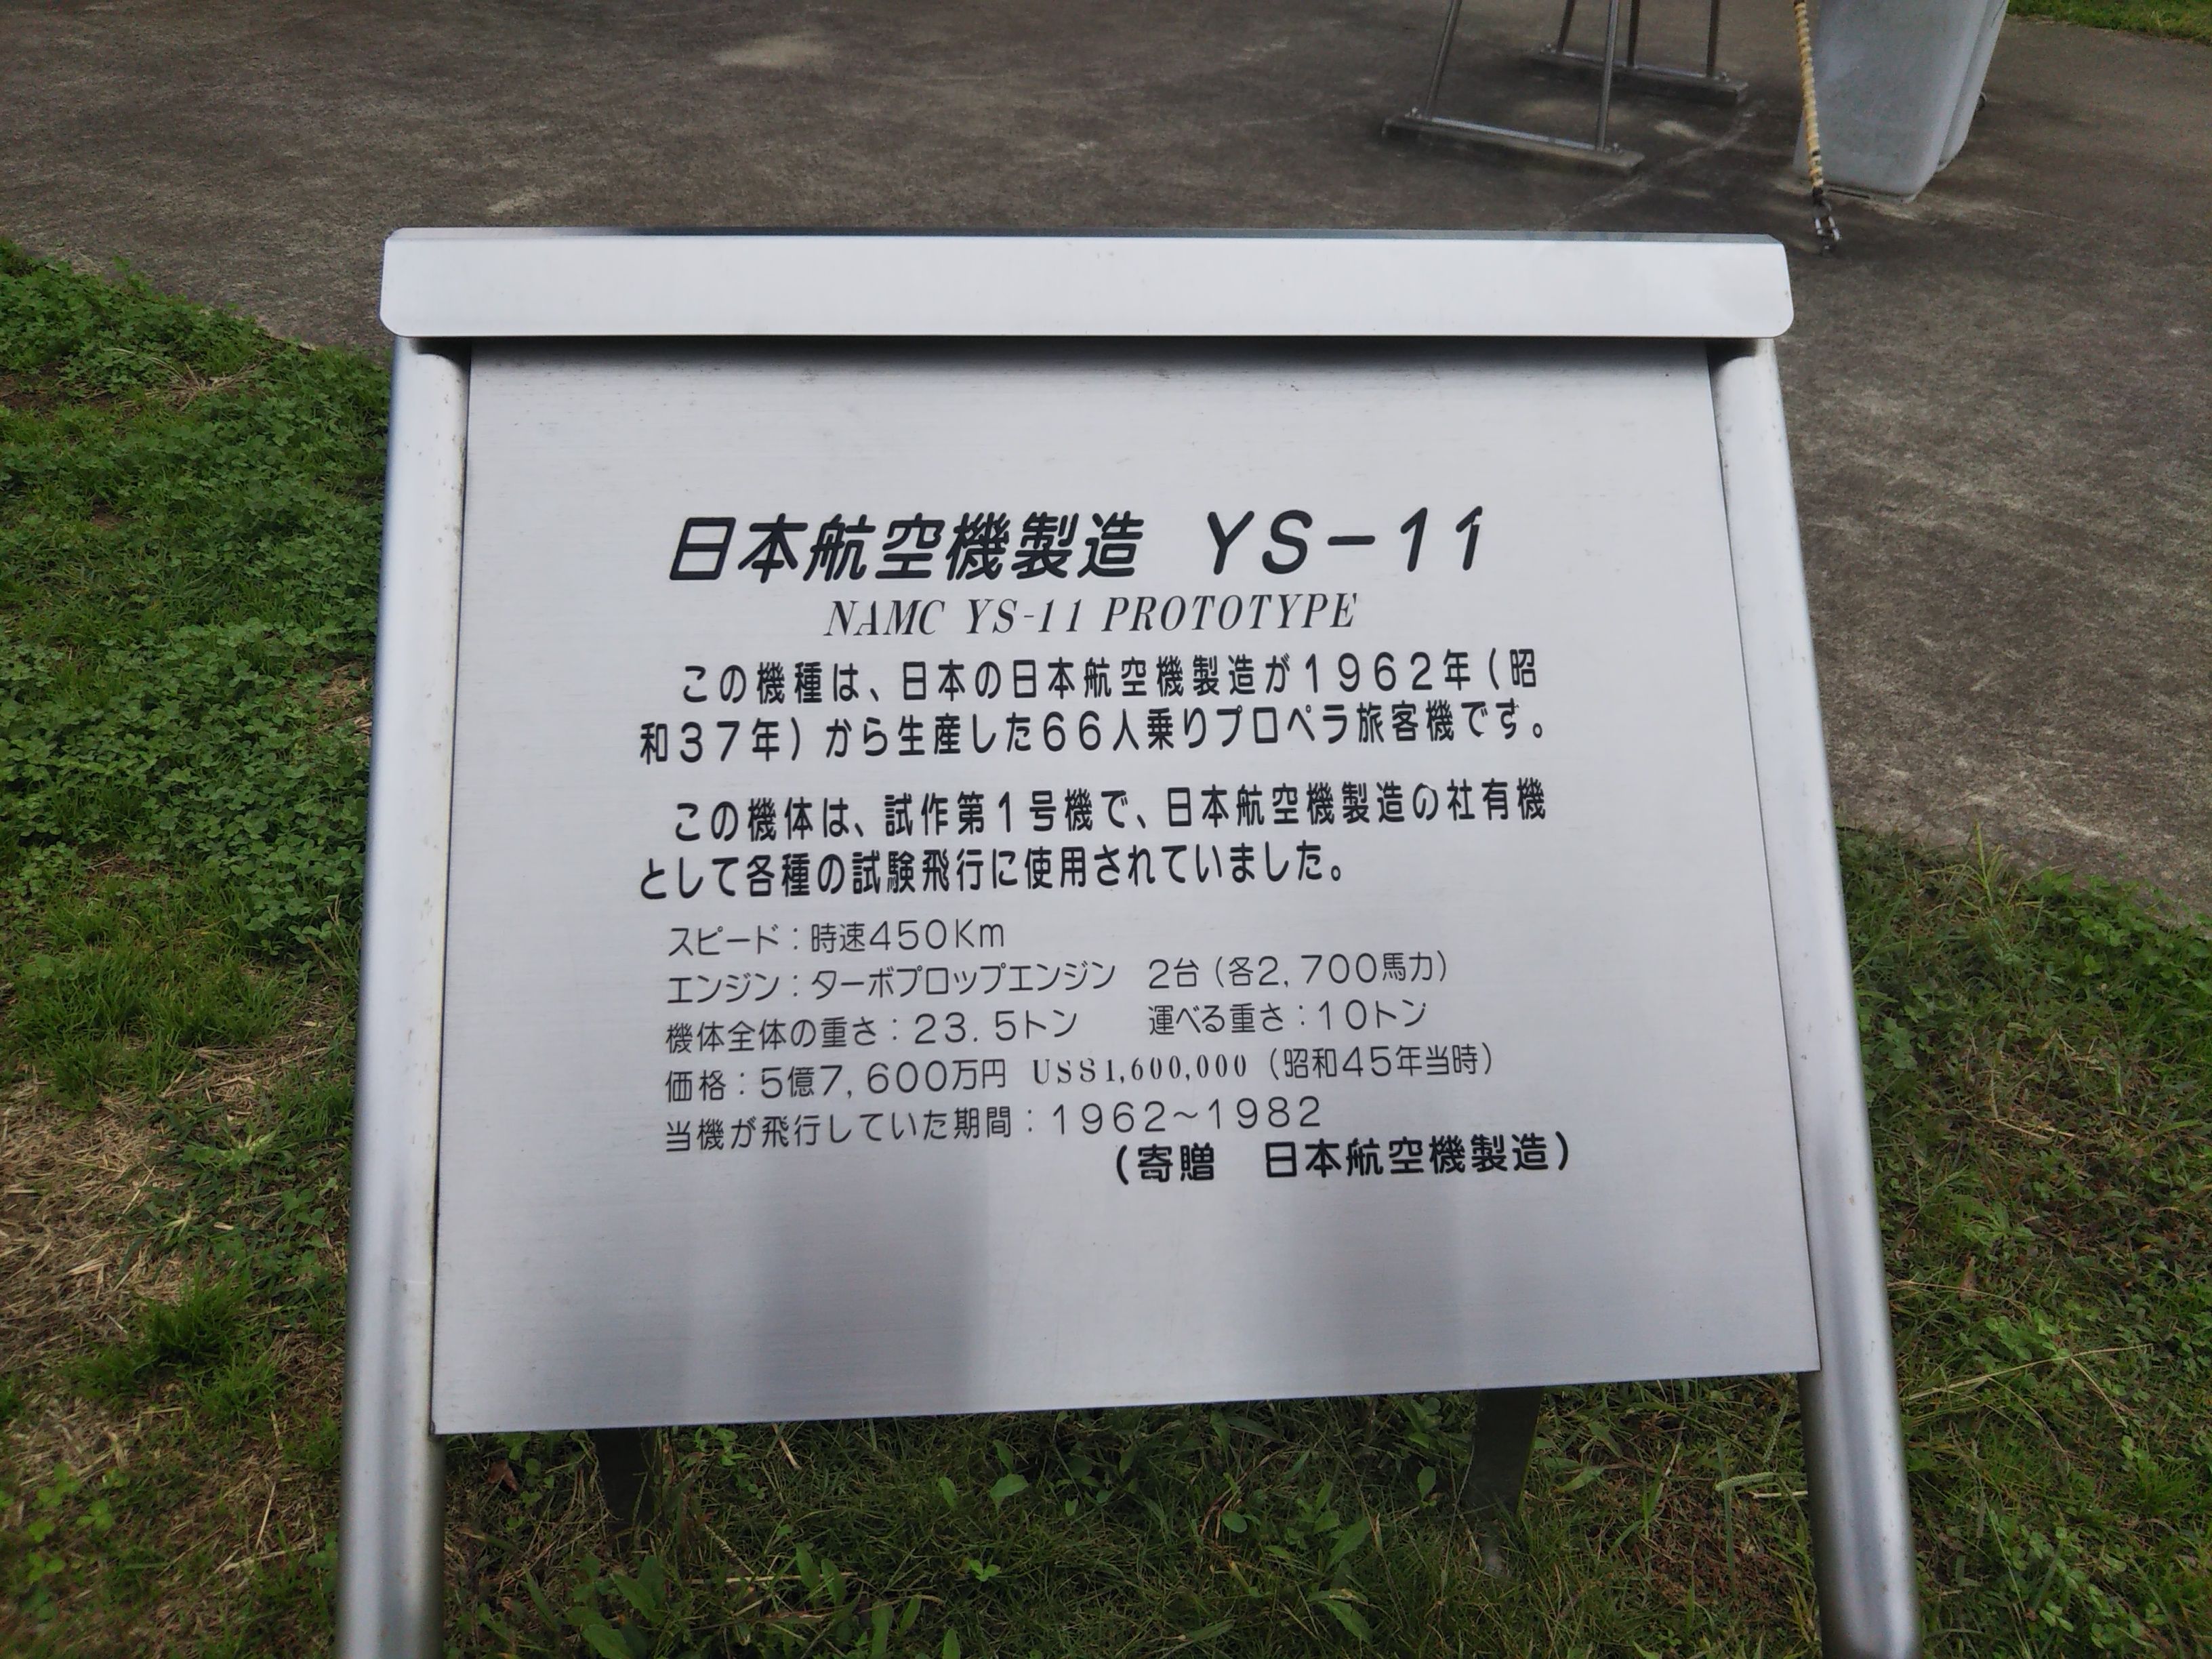 日本航空機製造　YS－11
NAMC YS-11 PROTOTYPE
この機種は、日本の日本航空機製造が１９６２年（昭
和３７年）から生産した６６人乗りプロペラ旅客機です。
この機体は、試作第１号機で、日本航空機製造の社有機
として各種の試験飛行に使用されていました。
スピード：時速４５０Ｋｍ
エンジン：ターボプロップエンジン　２台（各２，７００馬力）
機体全体の重さ：２３．５トン　　運べる重さ：１０トン
価格：５億７，６００万円　US$1,600,000（昭和４５年当時）
当機が飛行していた期間：１９６２～１９８２
（寄贈　日本航空機製造）